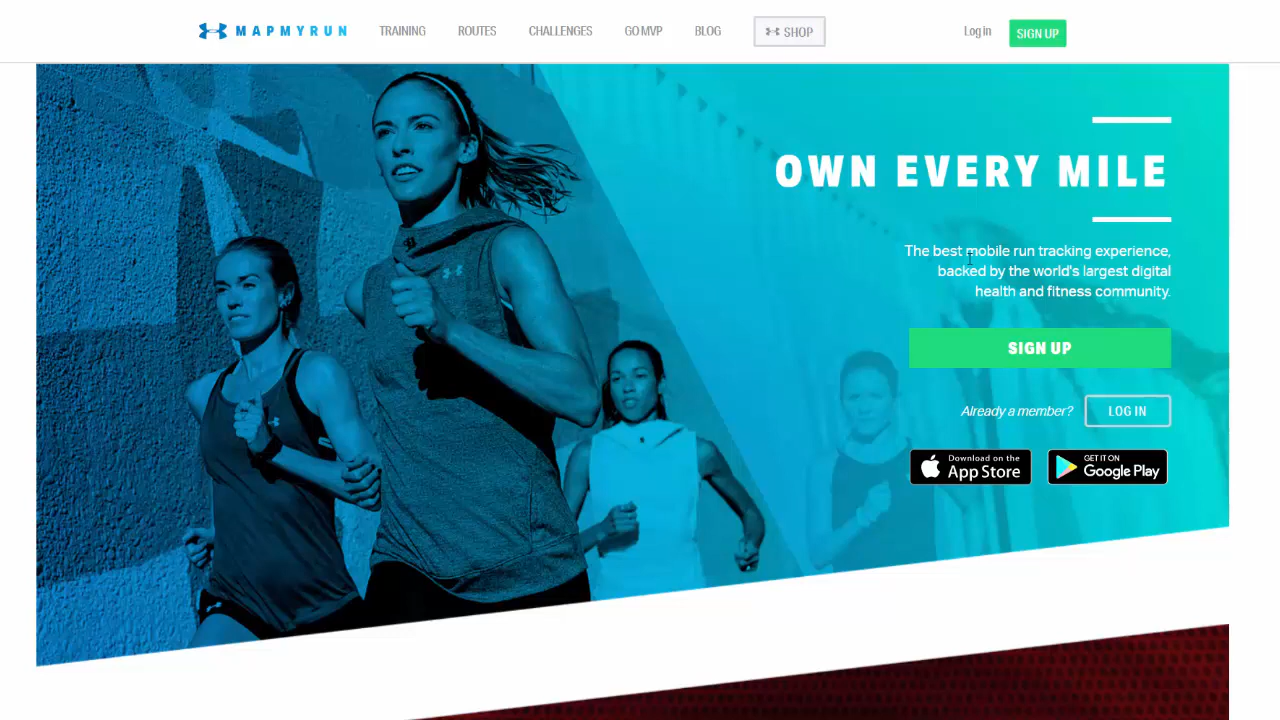 MAPMYRUN TRAINING ROUTES CHALLENGES GO MVP BLOG SHOP Log in SIGN UP
OWN EVERY MILE
The best mobile run tracking experience,
backed by the world's largest digital
health and fitness community.
SIGN UP
Already a member? LOG IN
Download on the
App Store
GET IT ON
Google Play